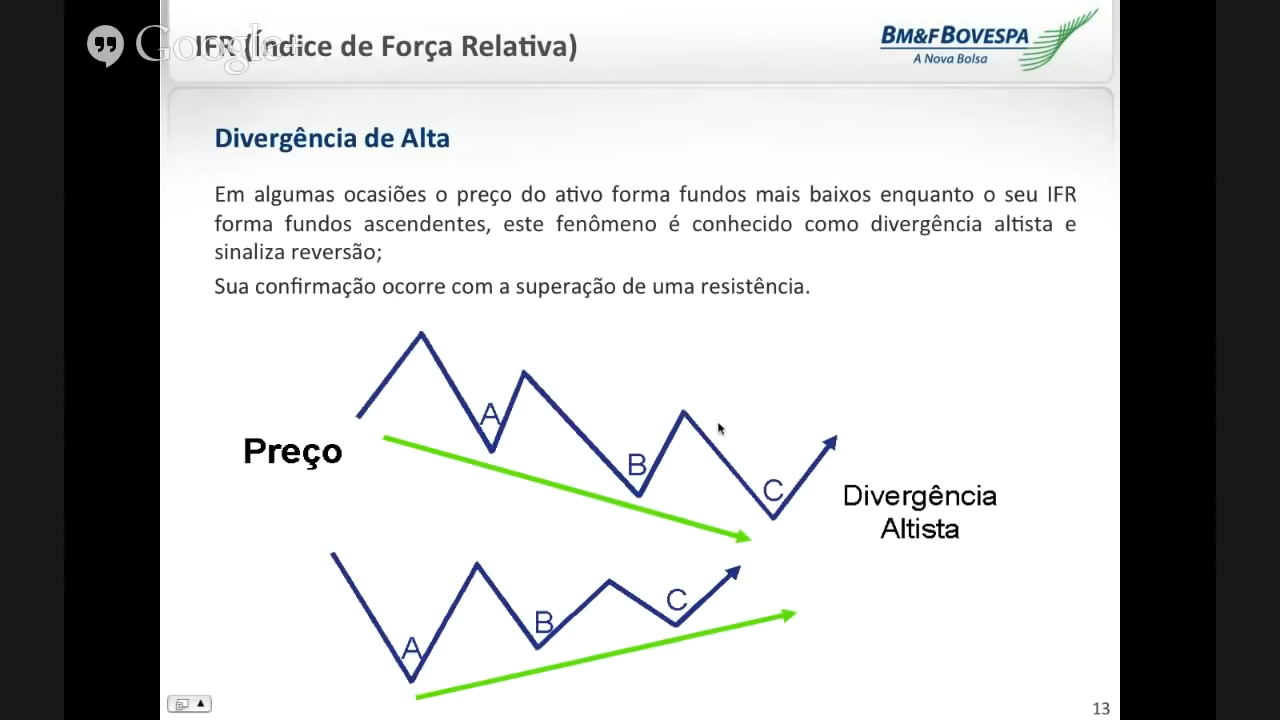 Google+
IFR (Índice de Força Relativa)
BM&FBOVESPA
A Nova Bolsa
Divergência de Alta
Em algumas ocasiões o preço do ativo forma fundos mais baixos enquanto o seu IFR
forma fundos ascendentes, este fenômeno é conhecido como divergência altista e
sinaliza reversão;
Sua confirmação ocorre com a superação de uma resistência.
A
Preço
B
C
Divergência
Altista
A
B
C
13